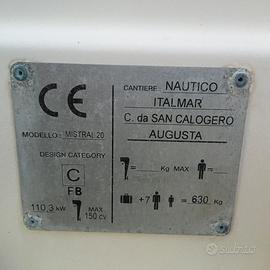 CE
MODELLO: MISTRAL 20
DESIGN CATEGORY
C
FB
110,3 kW
MAX
150 CV
CANTIERE: NAUTICO
ITALMAR
C. da SAN CALOGERO
AUGUSTA
= Kg MAX =
+7 = 630 Kg
subito